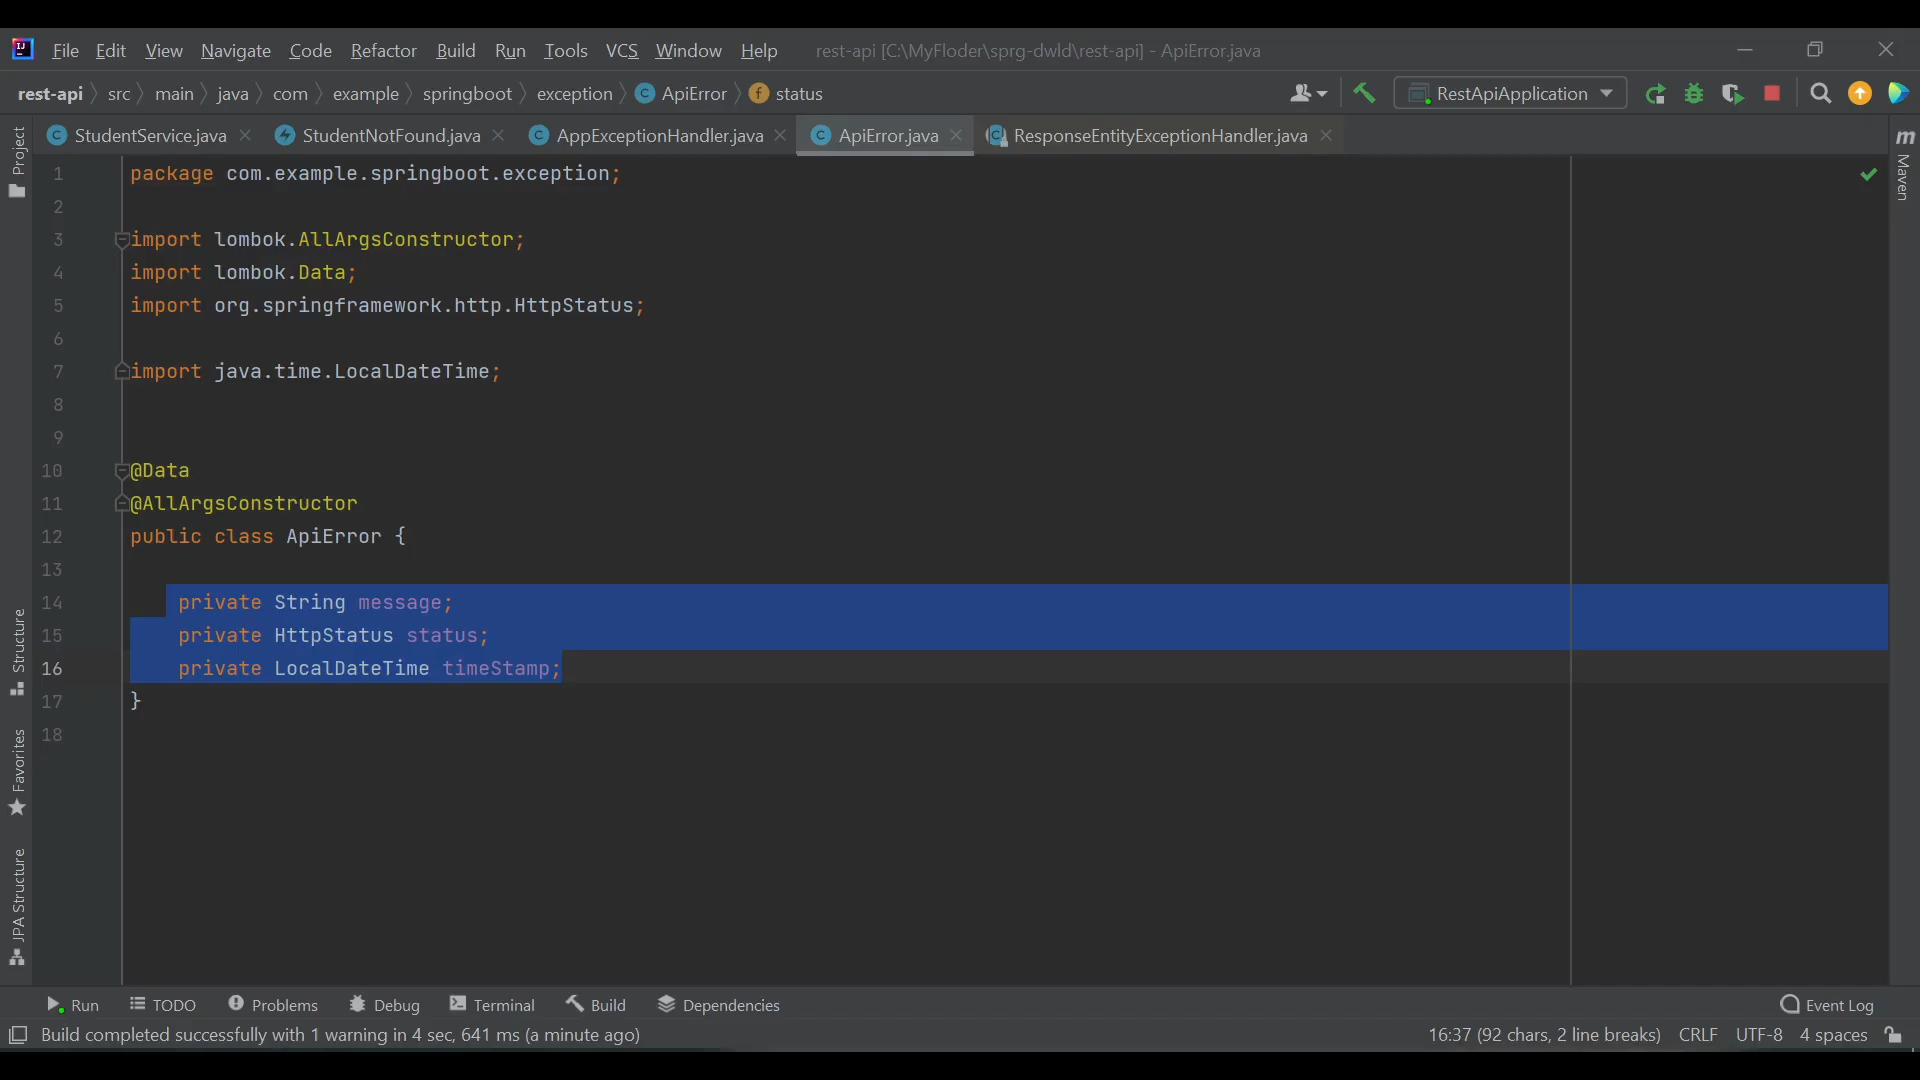 File Edit View Navigate Code Refactor Build Run Tools VCS Window Help rest-api [C:\MyFloder\sprg-dwld\rest-api] - ApiError.java
rest-api src main java com example springboot exception ApiError status RestApiApplication
StudentService.java StudentNotFound.java AppExceptionHandler.java ApiError.java ResponseEntityExceptionHandler.java
Project
Structure
Favorites
JPA Structure
Maven
1 package com.example.springboot.exception;
2
3 import lombok.AllArgsConstructor;
4 import lombok.Data;
5 import org.springframework.http.HttpStatus;
6
7 import java.time.LocalDateTime;
8
9
10 @Data
11 @AllArgsConstructor
12 public class ApiError {
13
14 private String message;
15 private HttpStatus status;
16 private LocalDateTime timeStamp;
17 }
18
Run TODO Problems Debug Terminal Build Dependencies Event Log
Build completed successfully with 1 warning in 4 sec, 641 ms (a minute ago) 16:37 (92 chars, 2 line breaks) CRLF UTF-8 4 spaces